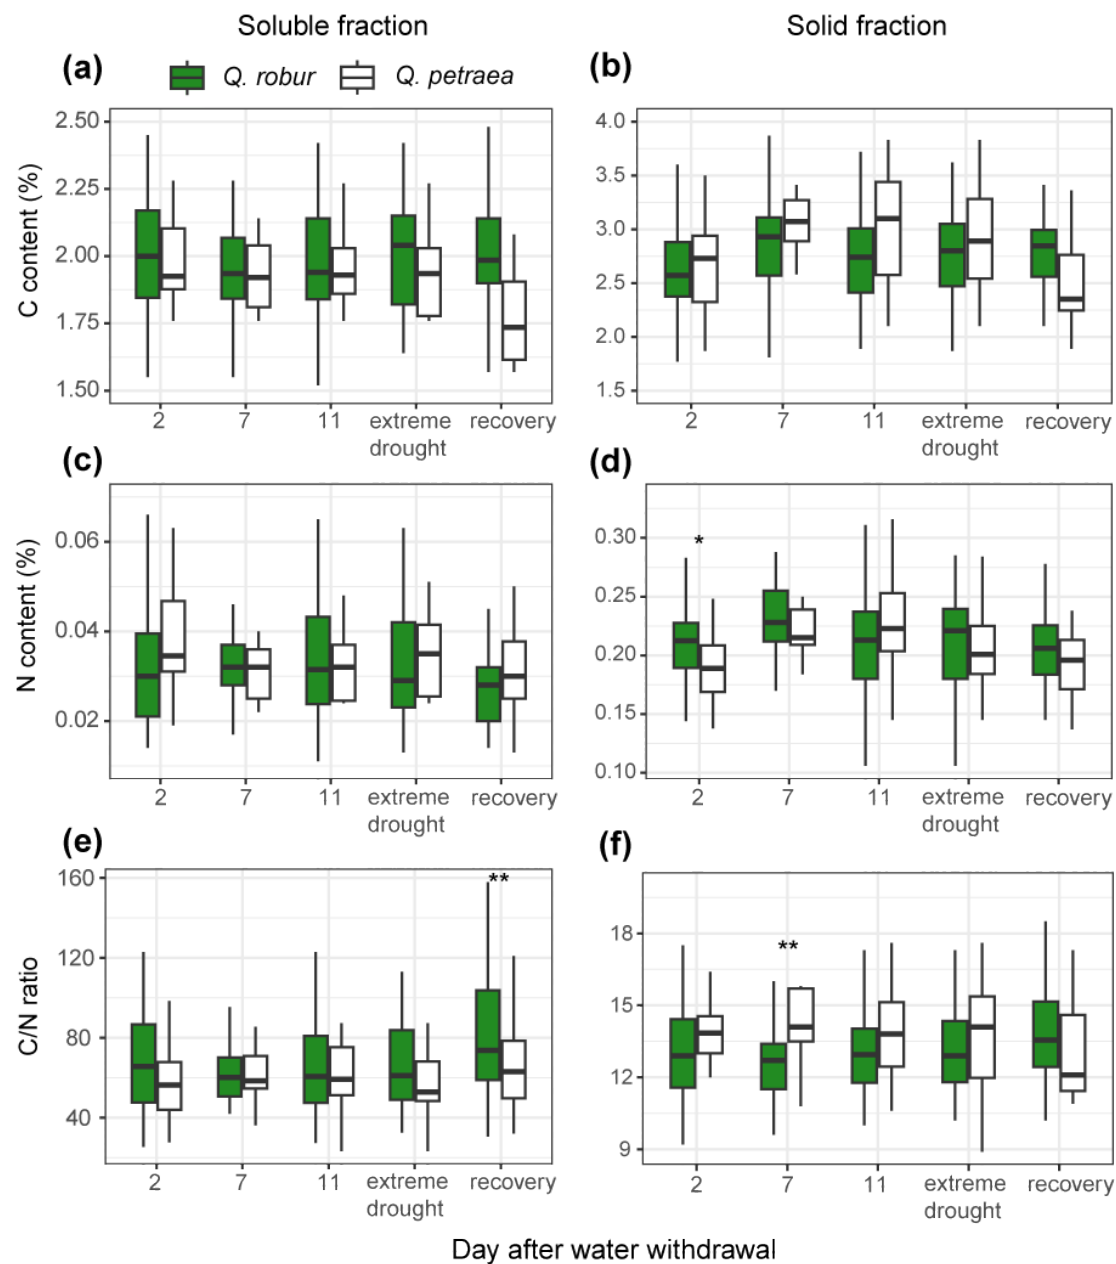 Soluble fraction
Solid fraction
(a)
Q. robur
Q. petraea
(b)
C content (%)
2.50
2.25
2.00
1.75
1.50
2
7
11
extreme
drought
recovery
4.0
3.5
3.0
2.5
2.0
1.5
2
7
11
extreme
drought
recovery
(c)
N content (%)
0.06
0.04
0.02
2
7
11
extreme
drought
recovery
(d)
*
0.30
0.25
0.20
0.15
0.10
2
7
11
extreme
drought
recovery
(e)
C/N ratio
**
160
120
80
40
2
7
11
extreme
drought
recovery
(f)
**
18
15
12
9
2
7
11
extreme
drought
recovery
Day after water withdrawal